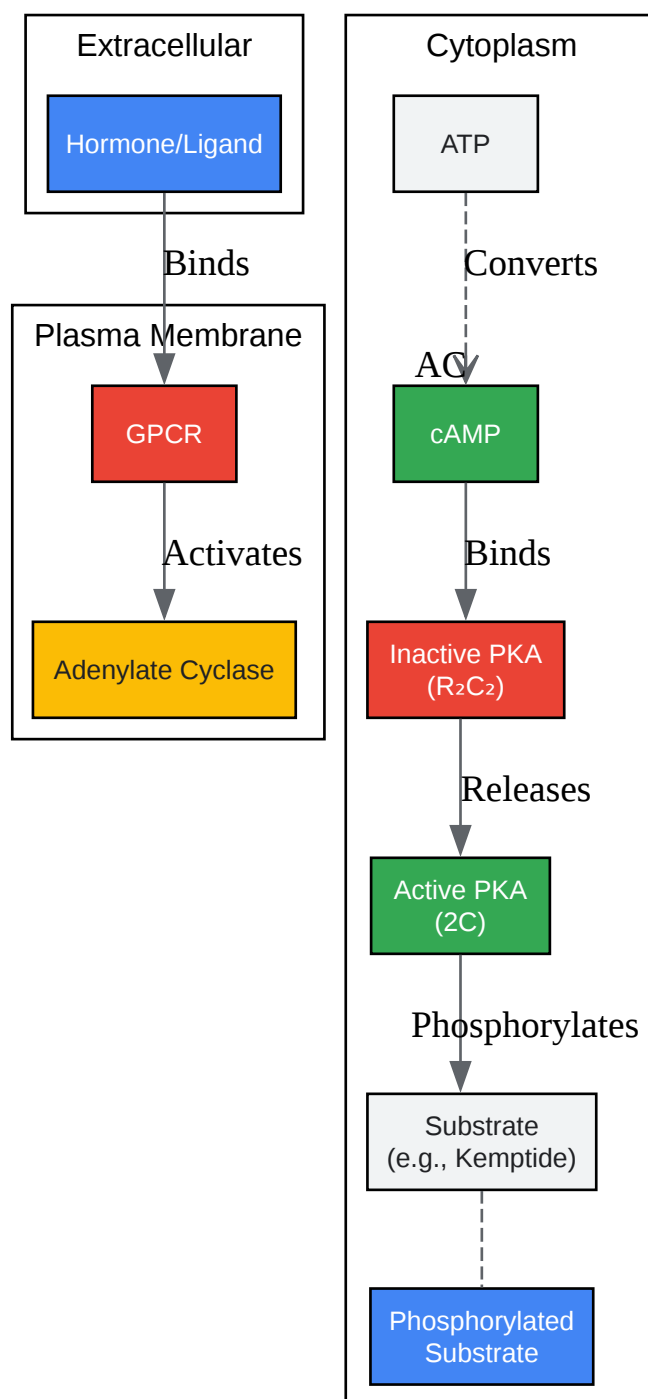 Extracellular
Hormone/Ligand
Binds
Plasma Membrane
GPCR
Activates
Adenylate Cyclase
Cytoplasm
ATP
Converts
AC
cAMP
Binds
Inactive PKA
(R₂C₂)
Releases
Active PKA
(2C)
Phosphorylates
Substrate
(e.g., Kemptide)
Phosphorylated
Substrate